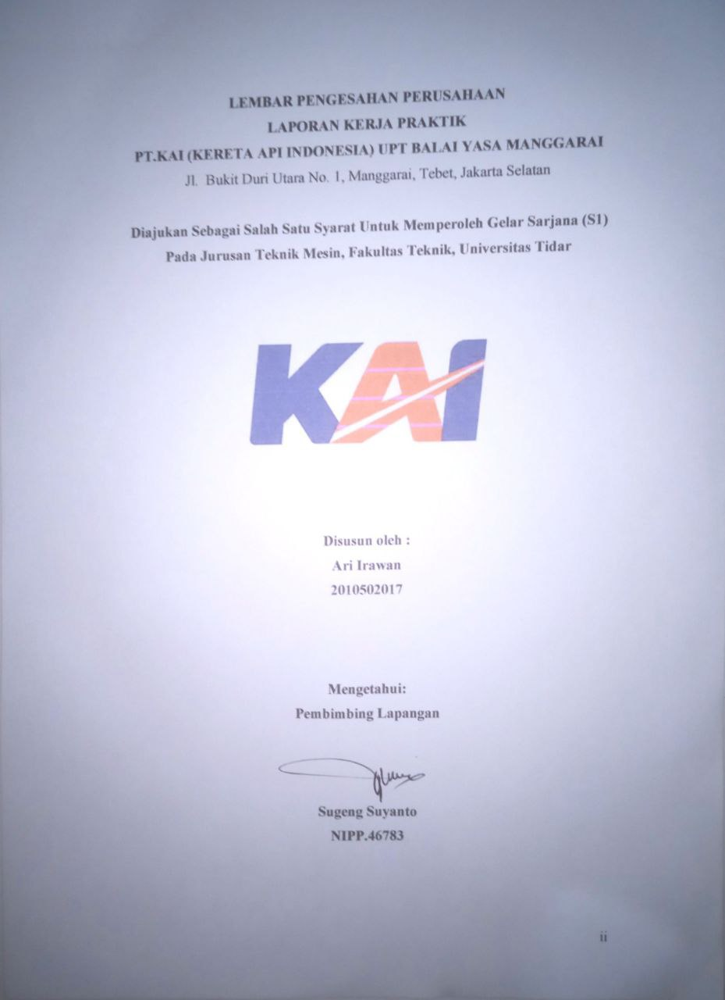 LEMBAR PENGESAHAN PERUSAHAAN
LAPORAN KERJA PRAKTIK
PT.KAI (KERETA API INDONESIA) UPT BALAI YASA MANGGARAI
Jl. Bukit Duri Utara No. 1, Manggarai, Tebet, Jakarta Selatan
Diajukan Sebagai Salah Satu Syarat Untuk Memperoleh Gelar Sarjana (S1)
Pada Jurusan Teknik Mesin, Fakultas Teknik, Universitas Tidar
KAI
Disusun oleh :
Ari Irawan
2010502017
Mengetahui:
Pembimbing Lapangan
Sugeng Suyanto
NIPP.46783
ii